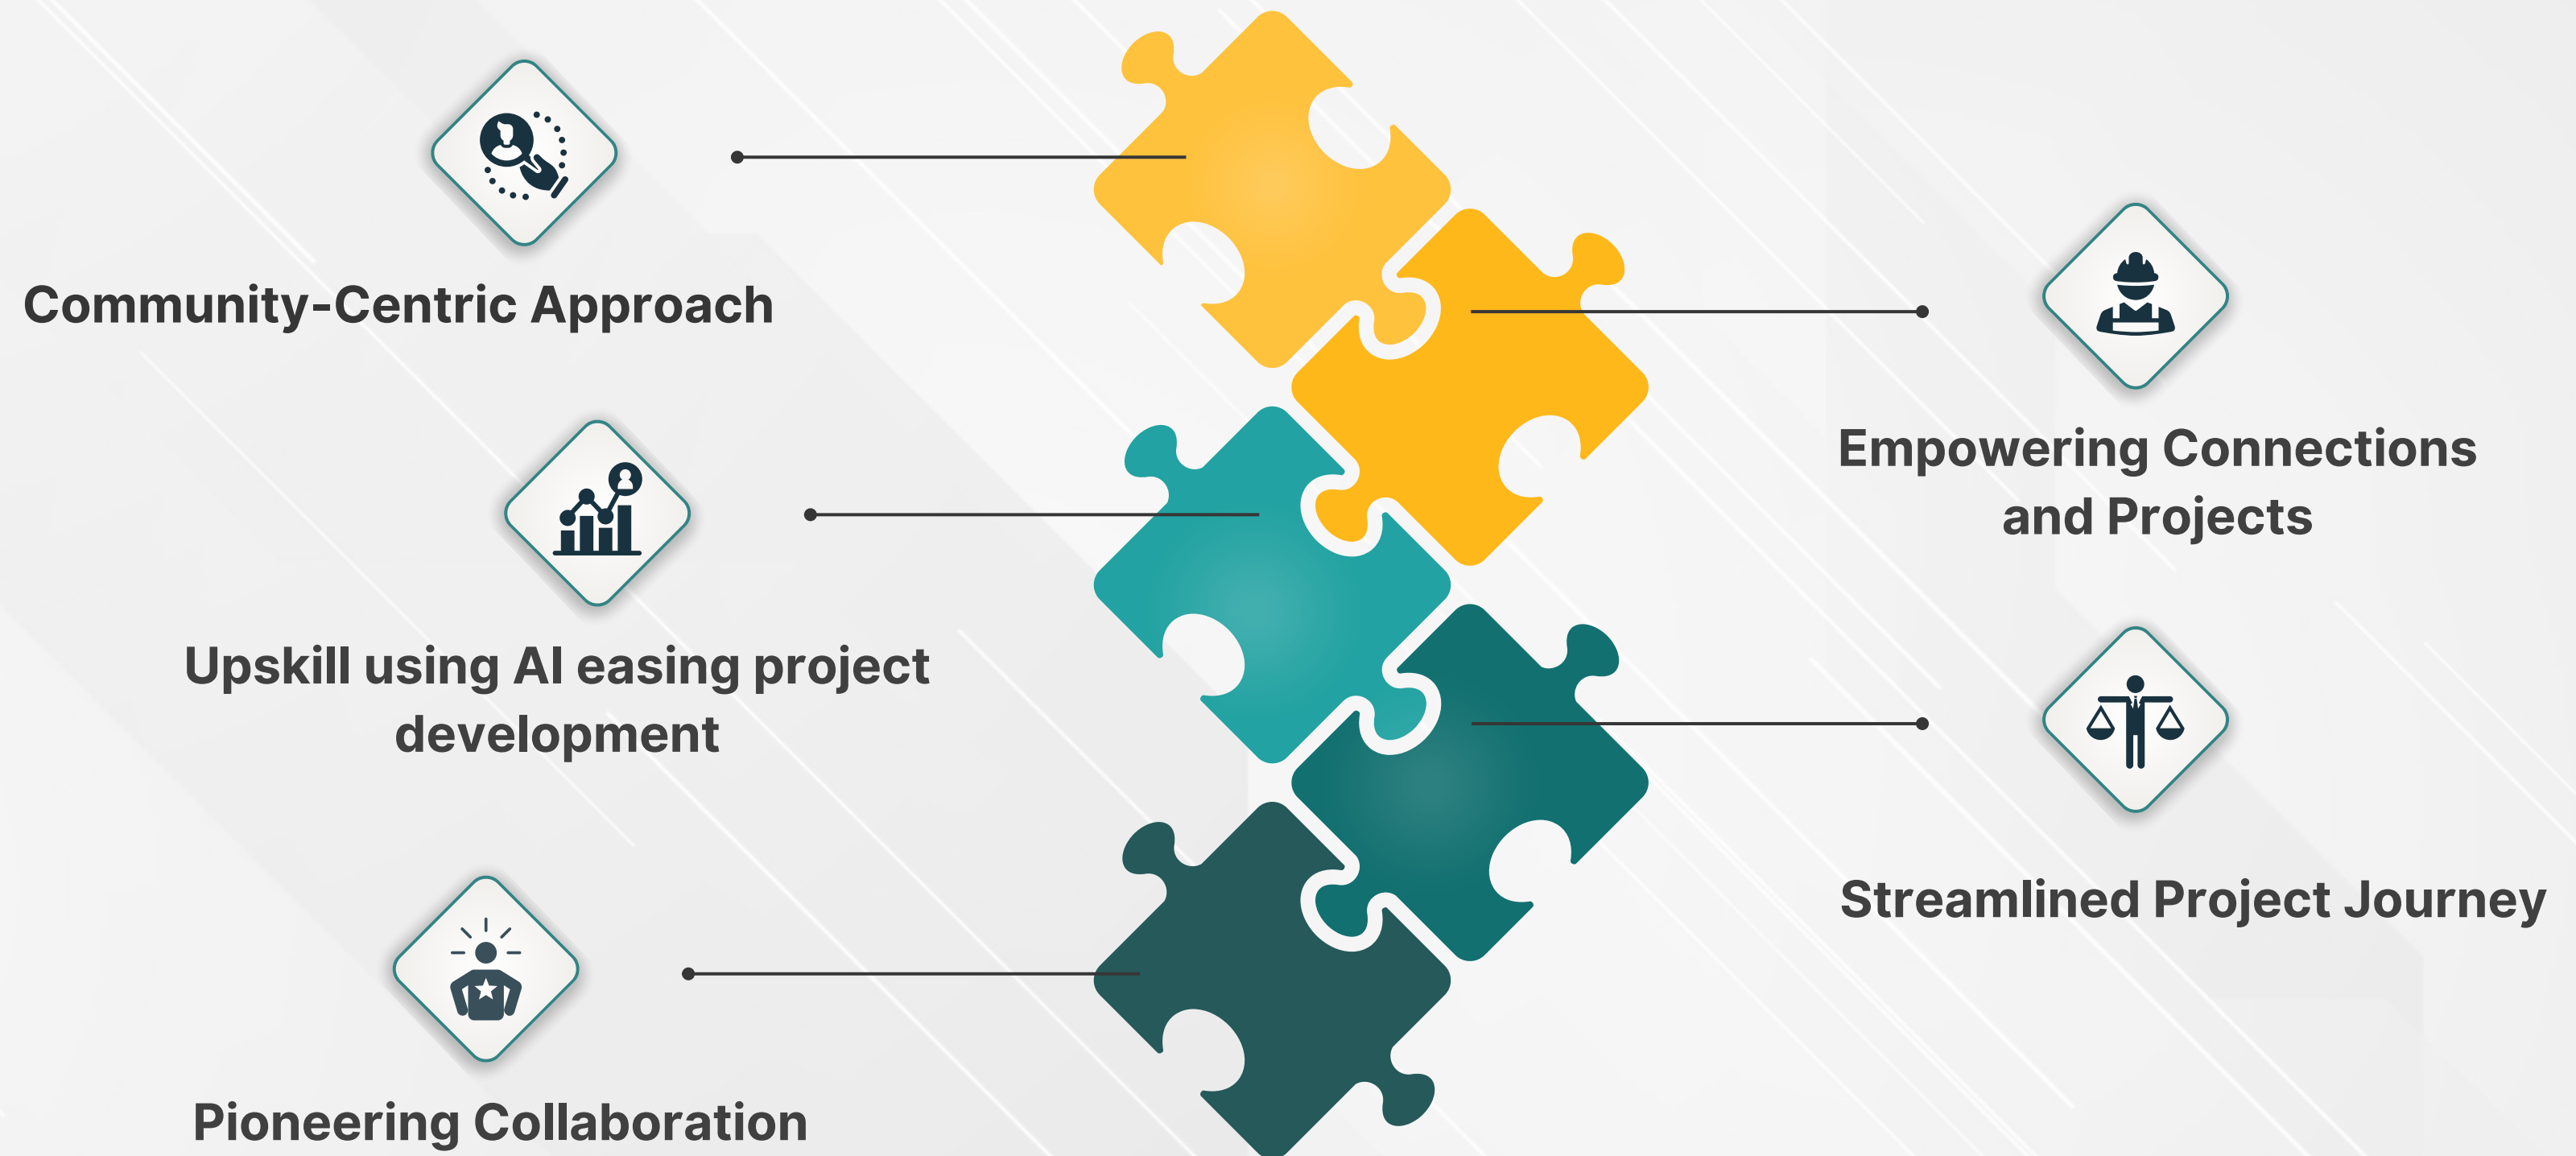 Community-Centric Approach
Empowering Connections
and Projects
Upskill using AI easing project
development
Streamlined Project Journey
Pioneering Collaboration